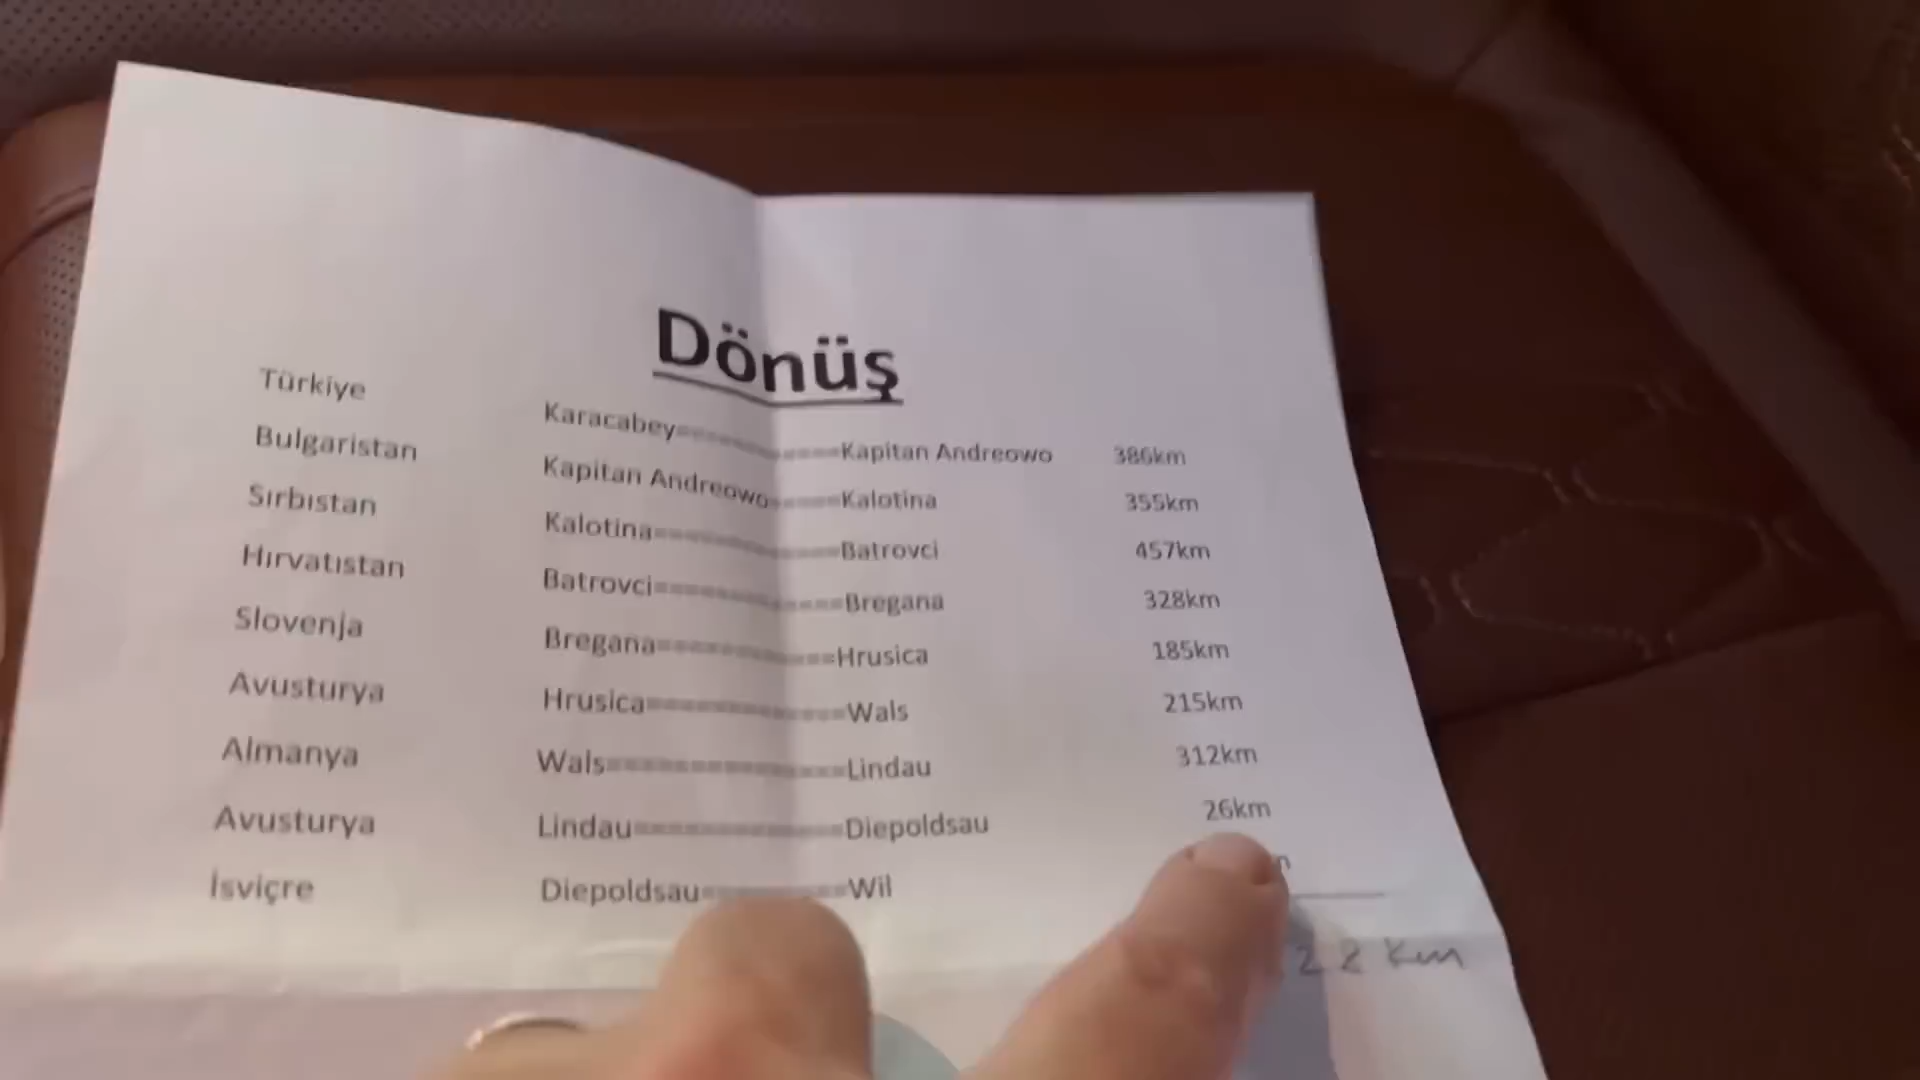 Dönüş
Türkiye Karacabey==========Kapitan Andreowo 386km
Bulgaristan Kapitan Andreowo======Kalotina 355km
Sırbıstan Kalotina==============Batrovci 457km
Hırvatıstan Batrovci==============Bregana 328km
Slovenja Bregana==============Hrusica 185km
Avusturya Hrusica===============Wals 215km
Almanya Wals=================Lindau 312km
Avusturya Lindau================Diepoldsau 26km
İsviçre Diepoldsau===========Wil
22 Km